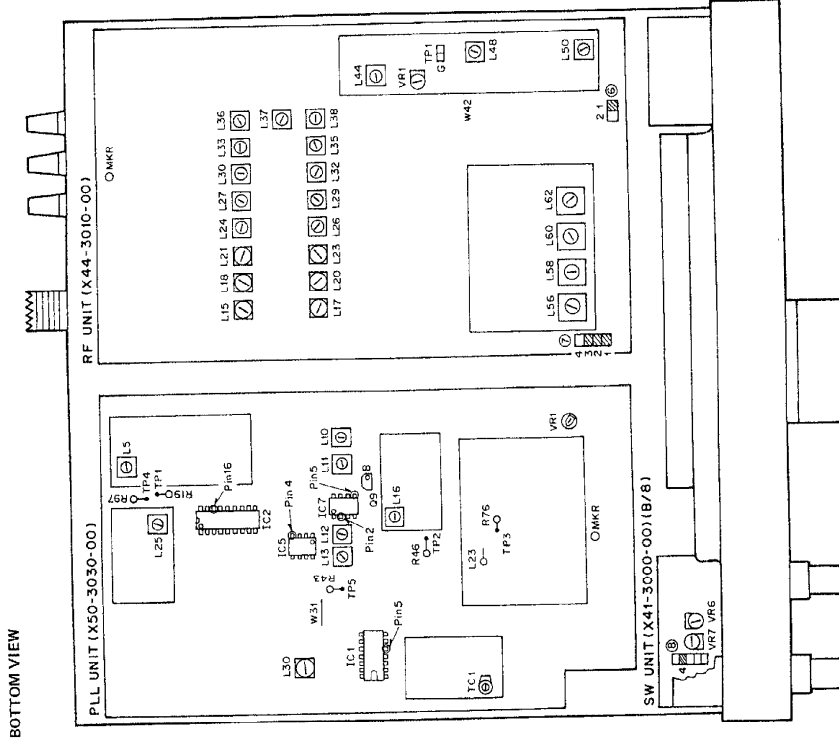 BOTTOM VIEW
PLL UNIT (X50-3030-00)
L5
R97
TP4
TP1
R191
L25
Pin16
IC2
IC5
Pin 4
L10
L11
Pin5
IC7
Q9
B
L12
L13
Pin2
L16
R43
TP5
W31
R46
TP2
L30
IC1
Pin5
R76
L23
TP3
VR1
MKR
TC1
RF UNIT (X44-3010-00)
MKR
L15
L18
L21
L24
L27
L30
L33
L36
L37
L17
L20
L23
L26
L29
L32
L35
L38
L44
VR1
TP1
G
L48
L50
W42
2 1
6
L56
L58
L60
L62
7
4 3 2 1
SW UNIT (X41-3000-00) (B/8)
8
4
VR7
VR6